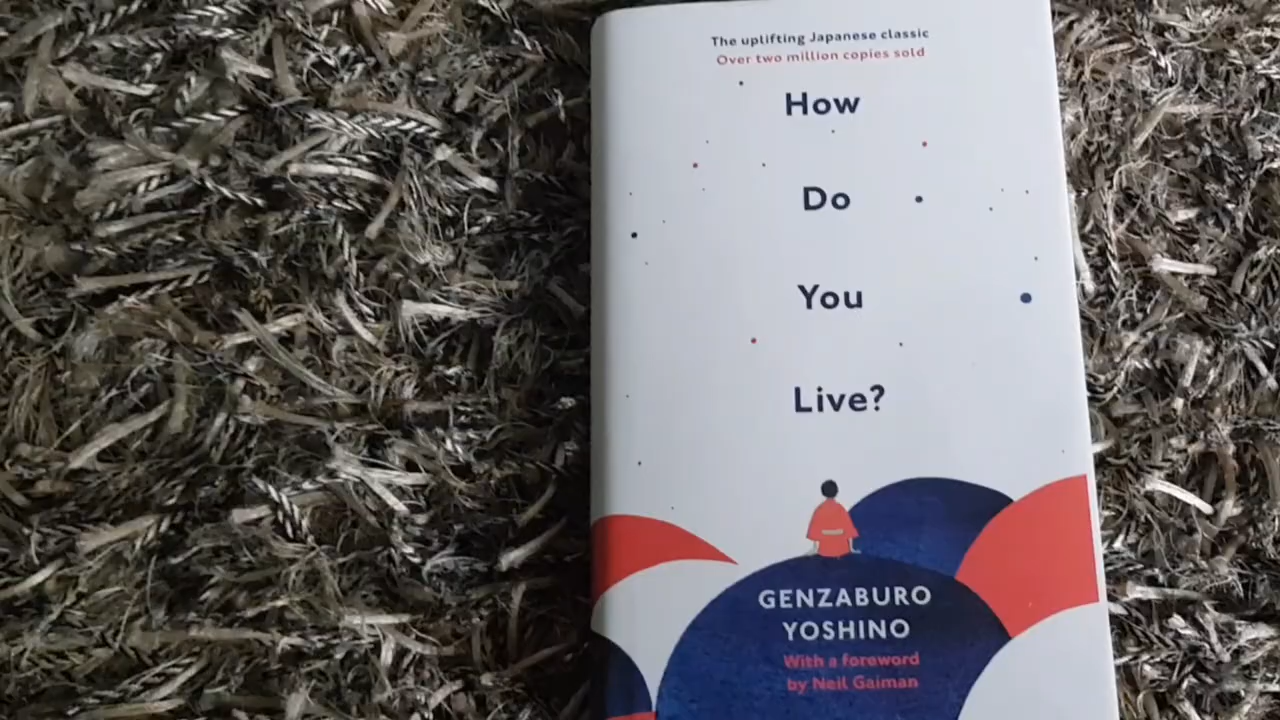 The uplifting Japanese classic
Over two million copies sold
How
Do
You
Live?
GENZABURO
YOSHINO
With a foreword
by Neil Gaiman